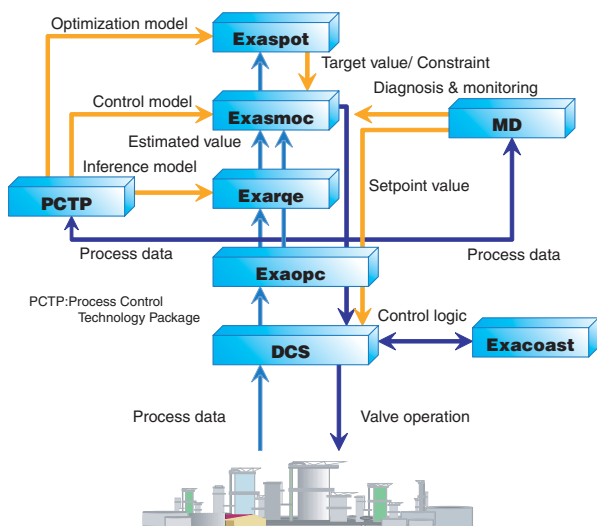 Optimization model
Exaspot
Target value/ Constraint
Diagnosis & monitoring
Control model
Exasmoc
MD
Estimated value
Inference model
Setpoint value
PCTP
Exarqe
Process data
Process data
Exaopc
PCTP:Process Control
Technology Package
Control logic
DCS
Exacoast
Process data
Valve operation